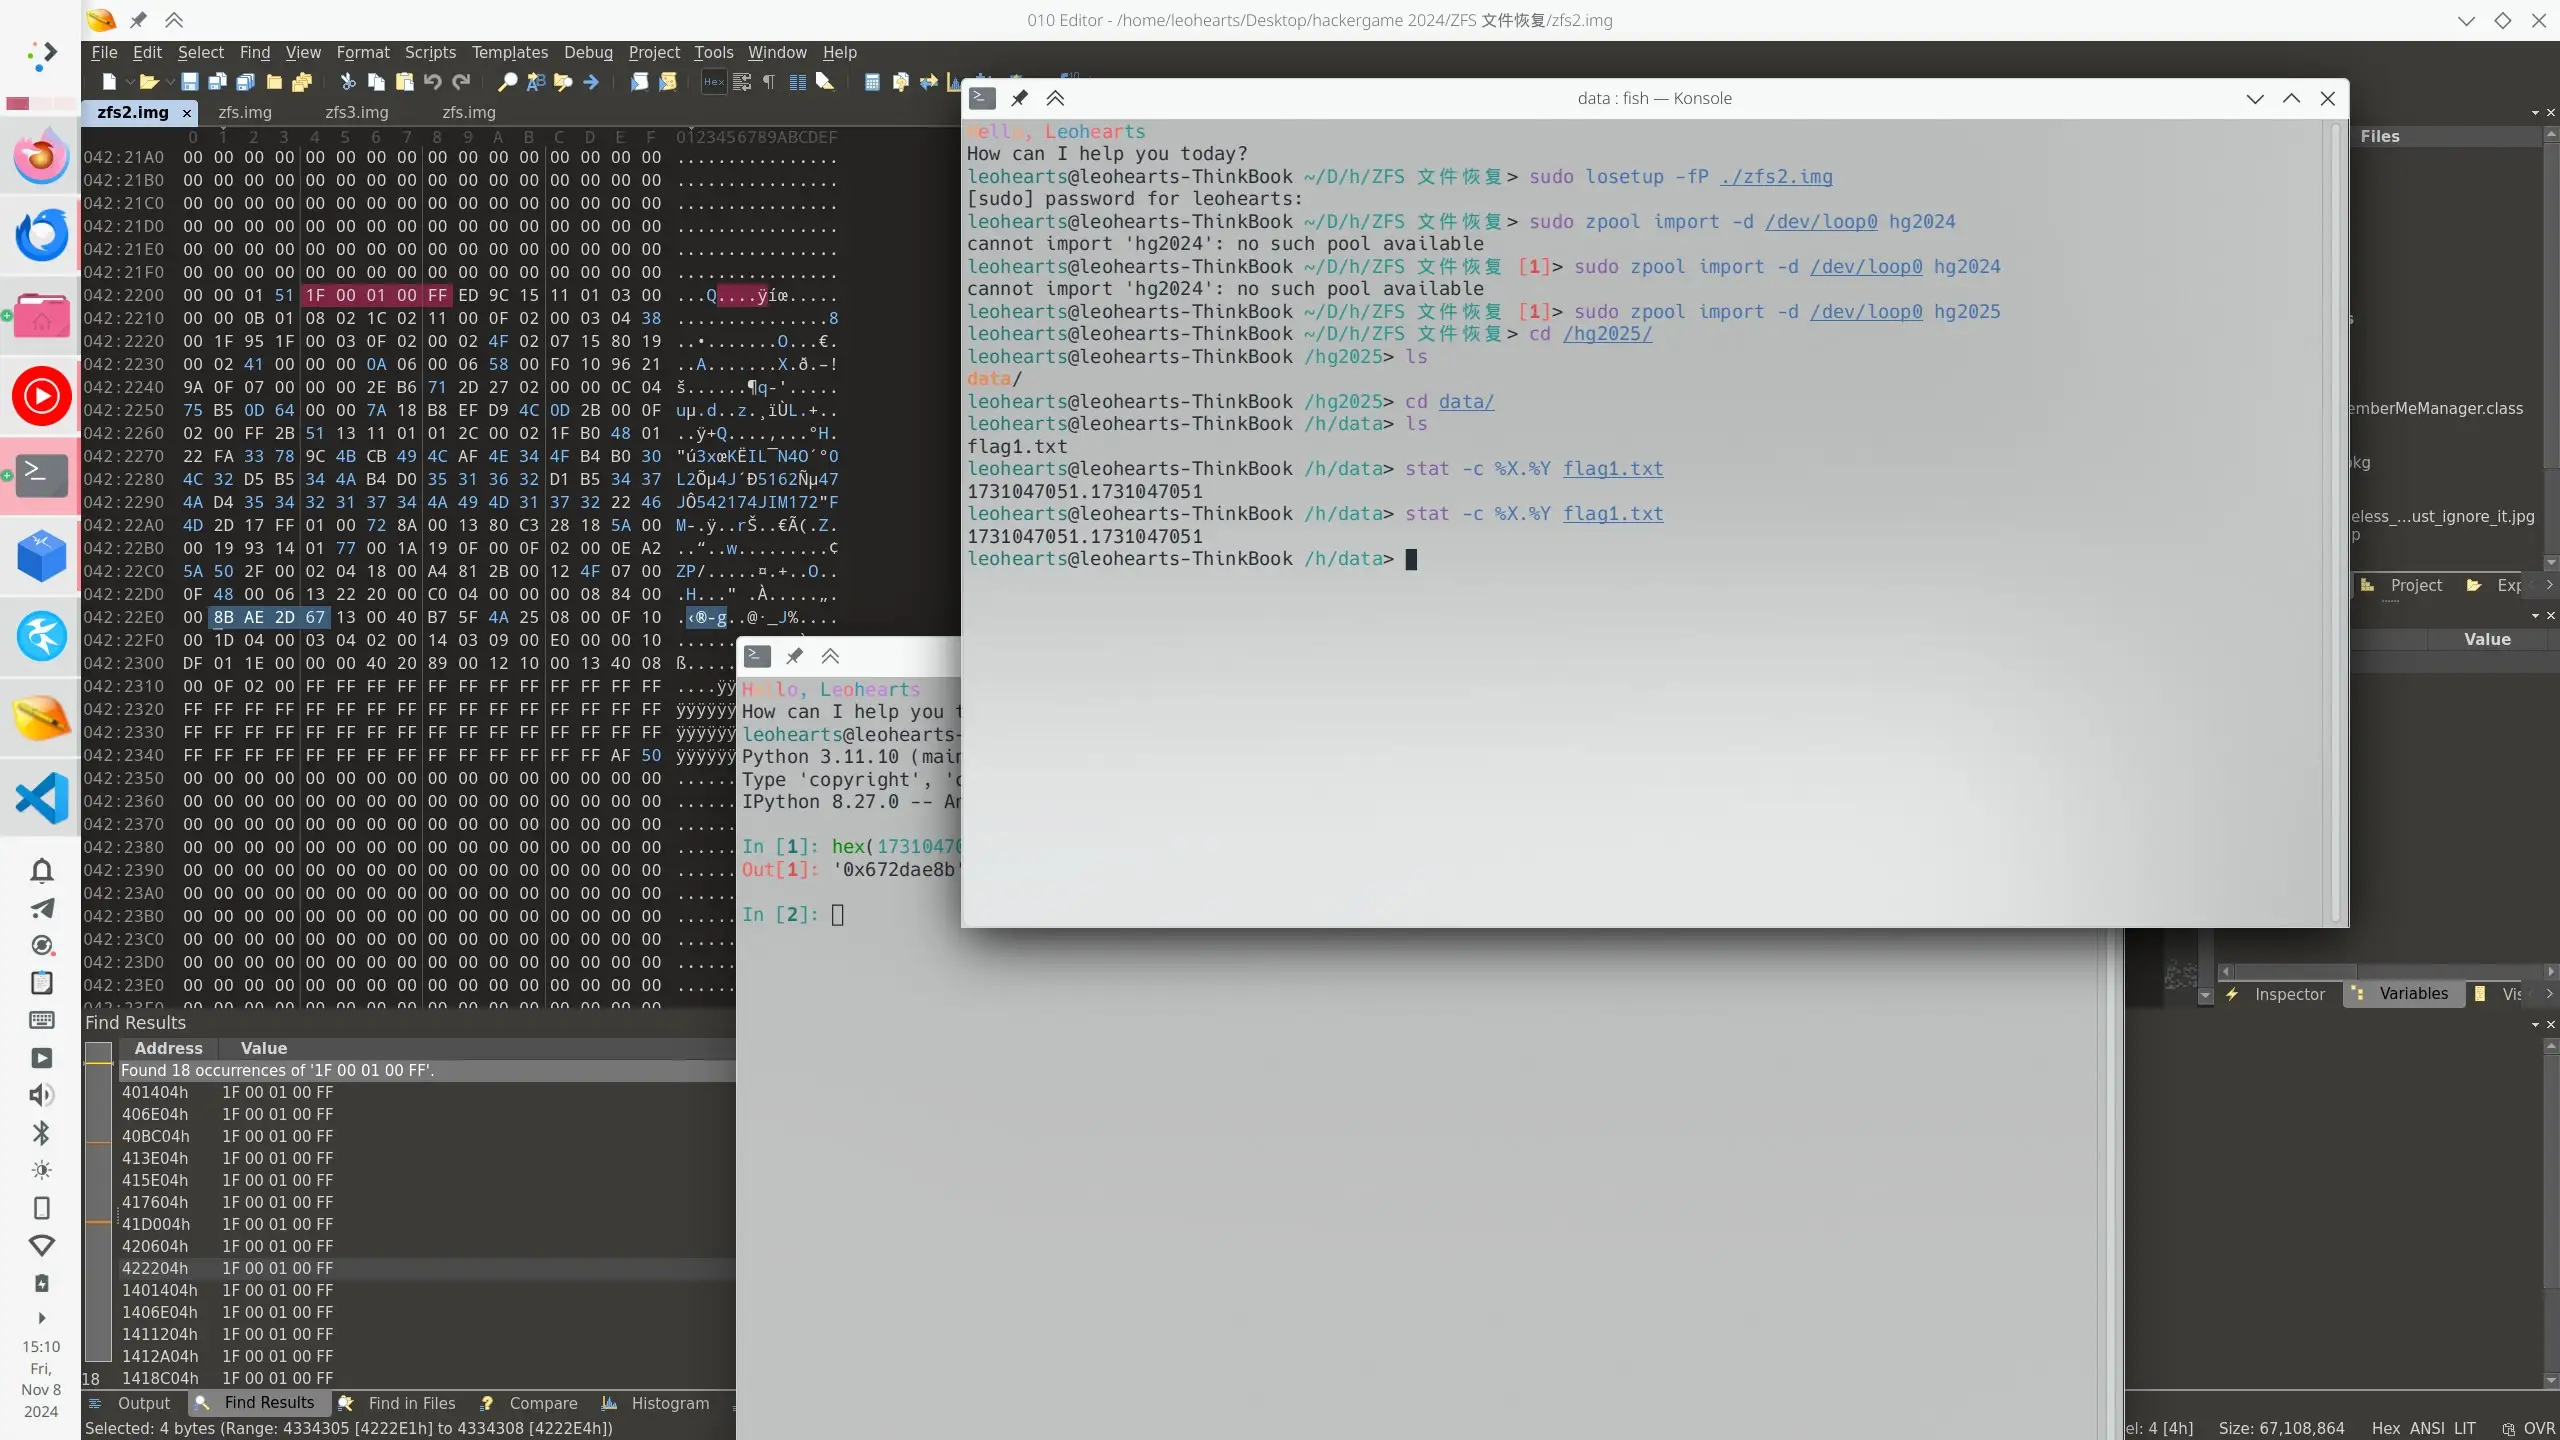 010 Editor - /home/leohearts/Desktop/hackergame 2024/ZFS 文件恢复/zfs2.img
File Edit Select Find View Format Scripts Templates Debug Project Tools Window Help
zfs2.img × zfs.img zfs3.img zfs.img
0 1 2 3 4 5 6 7 8 9 A B C D E F 0123456789ABCDEF
042:21A0 00 00 00 00 00 00 00 00 00 00 00 00 00 00 00 00 ................
042:21B0 00 00 00 00 00 00 00 00 00 00 00 00 00 00 00 00 ................
042:21C0 00 00 00 00 00 00 00 00 00 00 00 00 00 00 00 00 ................
042:21D0 00 00 00 00 00 00 00 00 00 00 00 00 00 00 00 00 ................
042:21E0 00 00 00 00 00 00 00 00 00 00 00 00 00 00 00 00 ................
042:21F0 00 00 00 00 00 00 00 00 00 00 00 00 00 00 00 00 ................
042:2200 00 00 01 51 1F 00 01 00 FF ED 9C 15 11 01 03 00 ...Q....ÿíœ.....
042:2210 00 00 0B 01 08 02 1C 02 11 00 0F 02 00 03 04 38 ...............8
042:2220 00 1F 95 1F 00 03 0F 02 00 02 4F 02 07 15 80 19 ..•.......O...€.
042:2230 00 02 41 00 00 00 0A 06 00 06 58 00 F0 10 96 21 ..A.......X.ð.–!
042:2240 9A 0F 07 00 00 00 2E B6 71 2D 27 02 00 00 0C 04 š......¶q-'.....
042:2250 75 B5 0D 64 00 00 7A 18 B8 EF D9 4C 0D 2B 00 0F uµ.d..z.¸ïÙL.+..
042:2260 02 00 FF 2B 51 13 11 01 01 2C 00 02 1F B0 48 01 ..ÿ+Q....,...°H.
042:2270 22 FA 33 78 9C 4B CB 49 4C AF 4E 34 4F B4 B0 30 "ú3xœKËIL¯N4O´°0
042:2280 4C 32 D5 B5 34 4A B4 D0 35 31 36 32 D1 B5 34 37 L2Õµ4J´Ð5162Ñµ47
042:2290 4A D4 35 34 32 31 37 34 4A 49 4D 31 37 32 22 46 JÔ542174JIM172"F
042:22A0 4D 2D 17 FF 01 00 72 8A 00 13 80 C3 28 18 5A 00 M-.ÿ..rŠ..€Ã(.Z.
042:22B0 00 19 93 14 01 77 00 1A 19 0F 00 0F 02 00 0E A2 ..“..w.........¢
042:22C0 5A 50 2F 00 02 04 18 00 A4 81 2B 00 12 4F 07 00 ZP/.....¤.+..O..
042:22D0 0F 48 00 06 13 22 20 00 C0 04 00 00 00 08 84 00 .H..." .À.....„.
042:22E0 00 8B AE 2D 67 13 00 40 B7 5F 4A 25 08 00 0F 10 .‹®-g..@·_J%....
042:22F0 00 1D 04 00 03 04 02 00 14 03 09 00 E0 00 00 10
042:2300 DF 01 1E 00 00 00 40 20 89 00 12 10 00 13 40 08 ß.....
042:2310 00 0F 02 00 FF FF FF FF FF FF FF FF FF FF FF FF ....ÿÿ
042:2320 FF FF FF FF FF FF FF FF FF FF FF FF FF FF FF FF ÿÿÿÿÿÿ
042:2330 FF FF FF FF FF FF FF FF FF FF FF FF FF FF FF FF ÿÿÿÿÿÿ
042:2340 FF FF FF FF FF FF FF FF FF FF FF FF FF FF AF 50 ÿÿÿÿÿÿ
042:2350 00 00 00 00 00 00 00 00 00 00 00 00 00 00 00 00 ......
042:2360 00 00 00 00 00 00 00 00 00 00 00 00 00 00 00 00 ......
042:2370 00 00 00 00 00 00 00 00 00 00 00 00 00 00 00 00 ......
042:2380 00 00 00 00 00 00 00 00 00 00 00 00 00 00 00 00 ......
042:2390 00 00 00 00 00 00 00 00 00 00 00 00 00 00 00 00 ......
042:23A0 00 00 00 00 00 00 00 00 00 00 00 00 00 00 00 00 ......
042:23B0 00 00 00 00 00 00 00 00 00 00 00 00 00 00 00 00 ......
042:23C0 00 00 00 00 00 00 00 00 00 00 00 00 00 00 00 00 ......
042:23D0 00 00 00 00 00 00 00 00 00 00 00 00 00 00 00 00 ......
042:23E0 00 00 00 00 00 00 00 00 00 00 00 00 00 00 00 00 ......
Find Results
Address Value
Found 18 occurrences of '1F 00 01 00 FF'.
401404h 1F 00 01 00 FF
406E04h 1F 00 01 00 FF
40BC04h 1F 00 01 00 FF
413E04h 1F 00 01 00 FF
415E04h 1F 00 01 00 FF
417604h 1F 00 01 00 FF
41D004h 1F 00 01 00 FF
420604h 1F 00 01 00 FF
422204h 1F 00 01 00 FF
1401404h 1F 00 01 00 FF
1406E04h 1F 00 01 00 FF
1411204h 1F 00 01 00 FF
1412A04h 1F 00 01 00 FF
18 1418C04h 1F 00 01 00 FF
Output Find Results Find in Files Compare Histogram
Selected: 4 bytes (Range: 4334305 [4222E1h] to 4334308 [4222E4h])
data : fish — Konsole
Hello, Leohearts
How can I help you today?
leohearts@leohearts-ThinkBook ~/D/h/ZFS 文件恢复> sudo losetup -fP ./zfs2.img
[sudo] password for leohearts:
leohearts@leohearts-ThinkBook ~/D/h/ZFS 文件恢复> sudo zpool import -d /dev/loop0 hg2024
cannot import 'hg2024': no such pool available
leohearts@leohearts-ThinkBook ~/D/h/ZFS 文件恢复 [1]> sudo zpool import -d /dev/loop0 hg2024
cannot import 'hg2024': no such pool available
leohearts@leohearts-ThinkBook ~/D/h/ZFS 文件恢复 [1]> sudo zpool import -d /dev/loop0 hg2025
leohearts@leohearts-ThinkBook ~/D/h/ZFS 文件恢复> cd /hg2025/
leohearts@leohearts-ThinkBook /hg2025> ls
data/
leohearts@leohearts-ThinkBook /hg2025> cd data/
leohearts@leohearts-ThinkBook /h/data> ls
flag1.txt
leohearts@leohearts-ThinkBook /h/data> stat -c %X.%Y flag1.txt
1731047051.1731047051
leohearts@leohearts-ThinkBook /h/data> stat -c %X.%Y flag1.txt
1731047051.1731047051
leohearts@leohearts-ThinkBook /h/data>
Hello, Leohearts
How can I help you t
leohearts@leohearts-
Python 3.11.10 (main
Type 'copyright', 'c
IPython 8.27.0 -- An
In [1]: hex(17310470
Out[1]: '0x672dae8b'
In [2]:
Files
emberMeManager.class
pkg
eless_...ust_ignore_it.jpg
p
Project Exp
Value
Inspector Variables Vis
el: 4 [4h] Size: 67,108,864 Hex ANSI LIT OVR
15:10
Fri,
Nov 8
2024